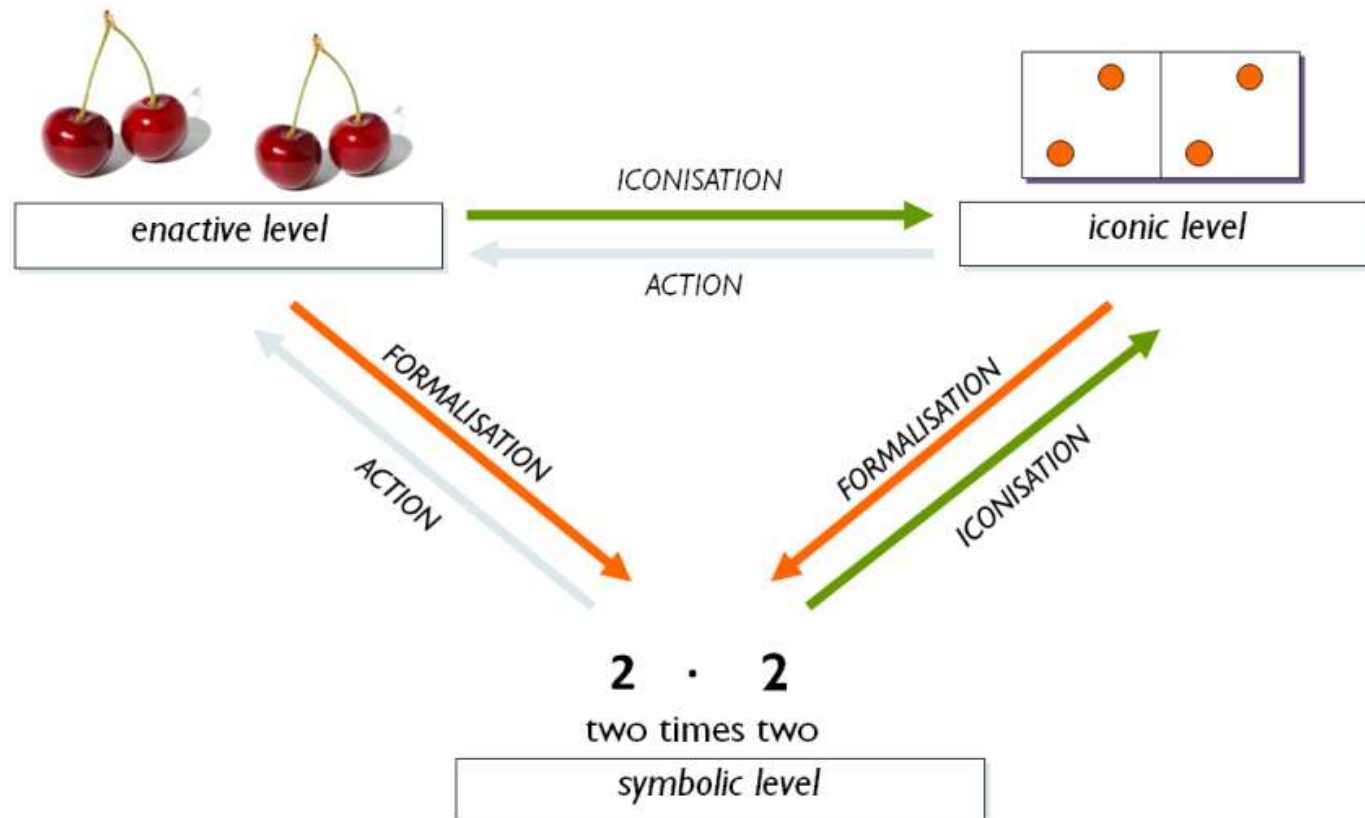 ICONISATION
enactive level
iconic level
ACTION
FORMALISATION
ACTION
FORMALISATION
ICONISATION
2 · 2
two times two
symbolic level